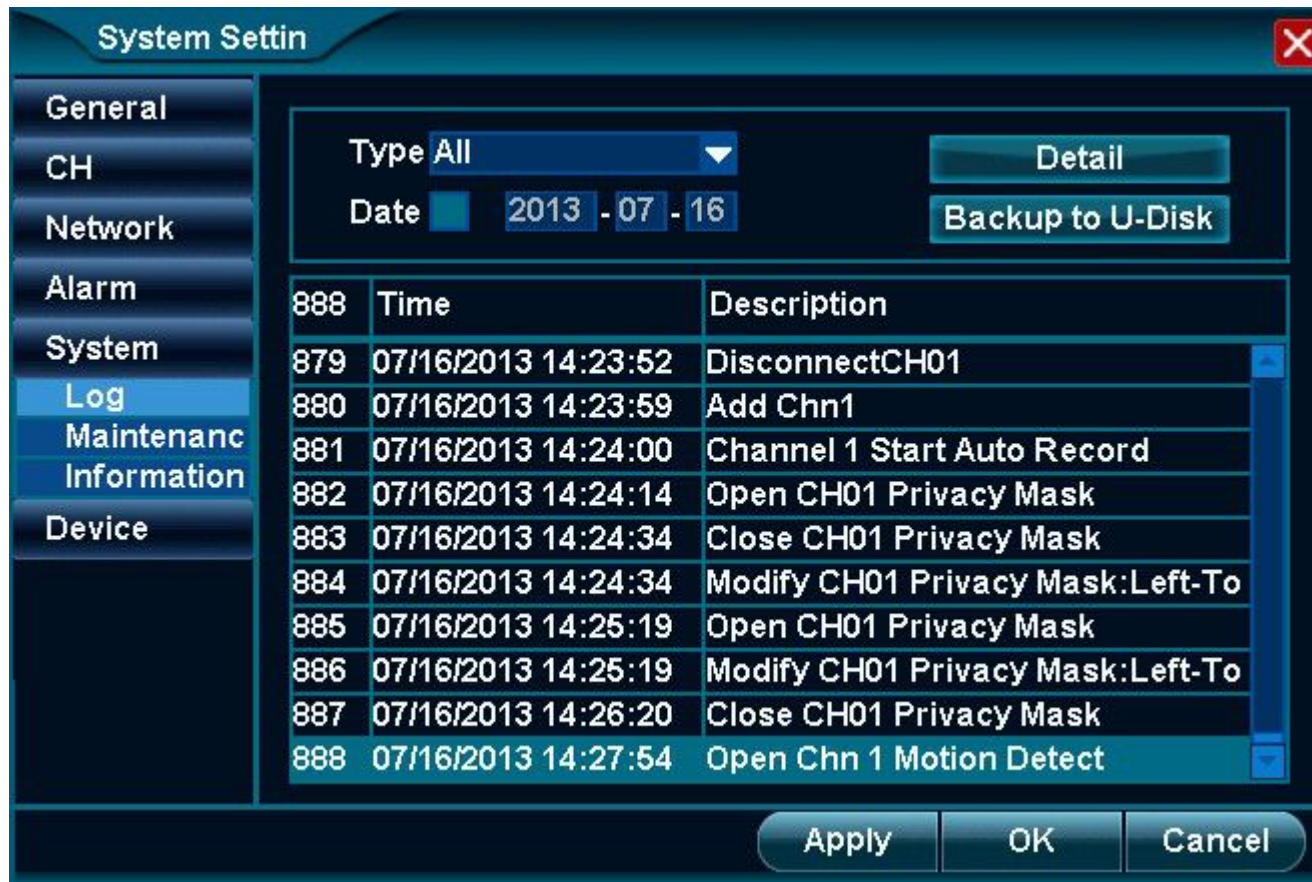 System Settin
General
CH
Network
Alarm
System
Log
Maintenanc
Information
Device
Type All
Date 2013 - 07 - 16
Detail
Backup to U-Disk
888 Time Description
879 07/16/2013 14:23:52 DisconnectCH01
880 07/16/2013 14:23:59 Add Chn1
881 07/16/2013 14:24:00 Channel 1 Start Auto Record
882 07/16/2013 14:24:14 Open CH01 Privacy Mask
883 07/16/2013 14:24:34 Close CH01 Privacy Mask
884 07/16/2013 14:24:34 Modify CH01 Privacy Mask:Left-To
885 07/16/2013 14:25:19 Open CH01 Privacy Mask
886 07/16/2013 14:25:19 Modify CH01 Privacy Mask:Left-To
887 07/16/2013 14:26:20 Close CH01 Privacy Mask
888 07/16/2013 14:27:54 Open Chn 1 Motion Detect
Apply OK Cancel